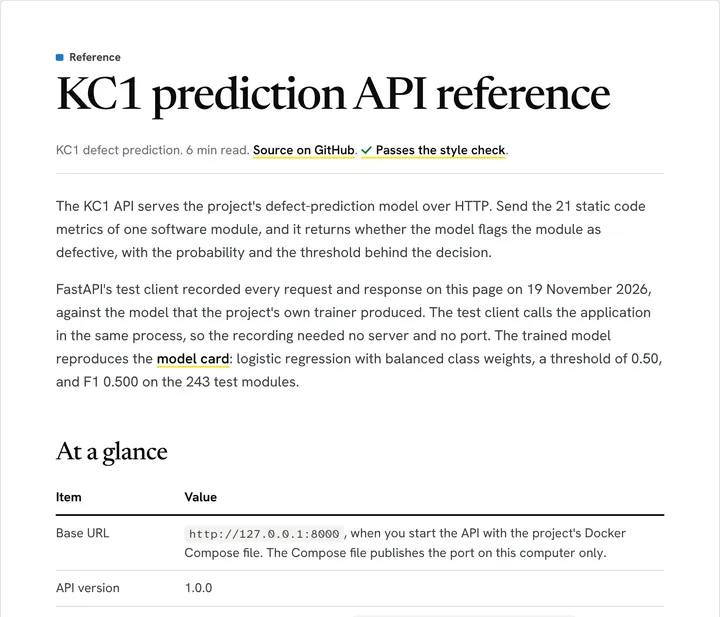 Reference
KC1 prediction API reference
KC1 defect prediction. 6 min read. Source on GitHub. ✓ Passes the style check.
The KC1 API serves the project's defect-prediction model over HTTP. Send the 21 static code
metrics of one software module, and it returns whether the model flags the module as
defective, with the probability and the threshold behind the decision.
FastAPI's test client recorded every request and response on this page on 19 November 2026,
against the model that the project's own trainer produced. The test client calls the application
in the same process, so the recording needed no server and no port. The trained model
reproduces the model card: logistic regression with balanced class weights, a threshold of 0.50,
and F1 0.500 on the 243 test modules.
At a glance
Item Value
Base URL http://127.0.0.1:8000, when you start the API with the project's Docker
Compose file. The Compose file publishes the port on this computer only.
API version 1.0.0